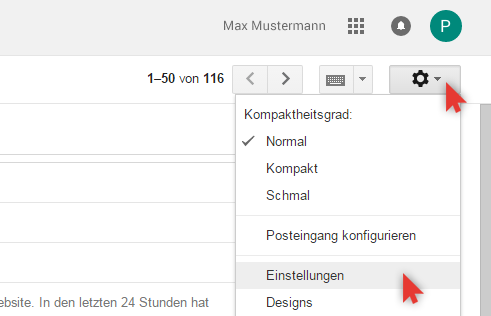 Max Mustermann
P
1–50 von 116
Kompaktheitsgrad:
Normal
Kompakt
Schmal
Posteingang konfigurieren
Einstellungen
ebsite. In den letzten 24 Stunden hat
Designs